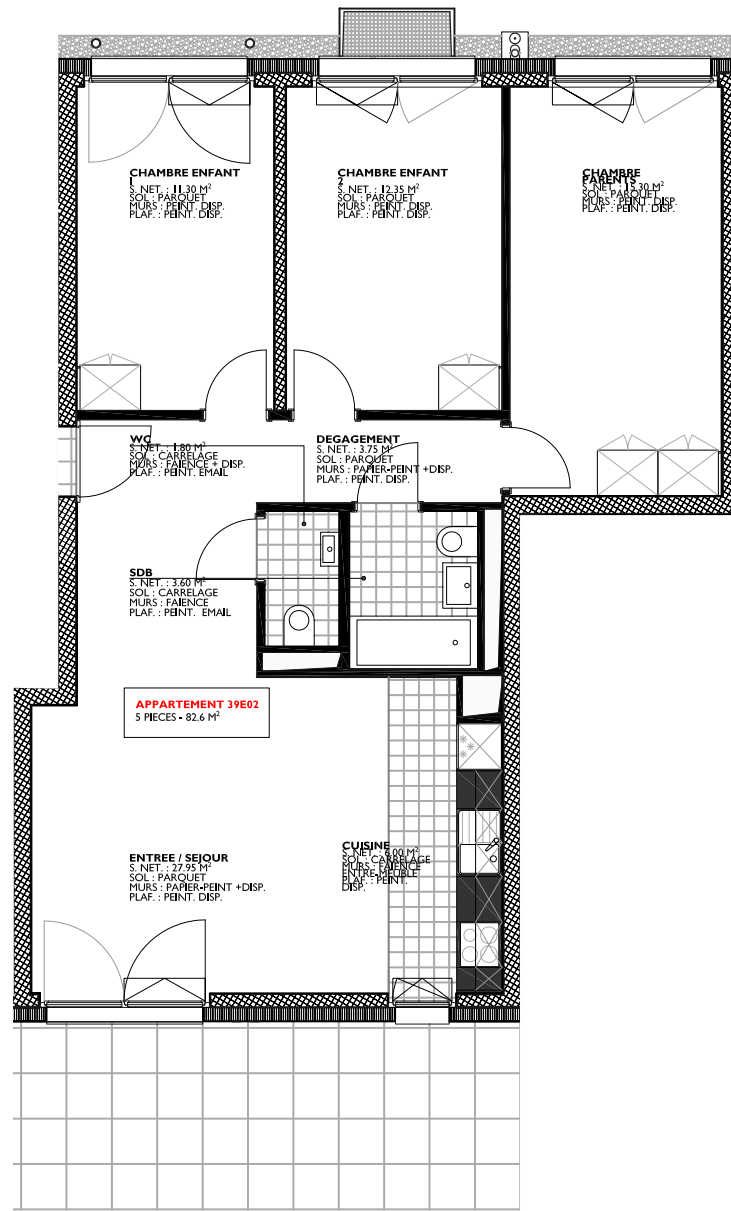 CHAMBRE ENFANT
1
S. NET. : 11.30 M²
SOL : PARQUET
MURS : PEINT. DISP.
PLAF. : PEINT. DISP.
CHAMBRE ENFANT
2
S. NET. : 12.35 M²
SOL : PARQUET
MURS : PEINT. DISP.
PLAF. : PEINT. DISP.
CHAMBRE
PARENTS
S. NET. : 15.30 M²
SOL : PARQUET
MURS : PEINT. DISP.
PLAF. : PEINT. DISP.
WC
S. NET. : 1.80 M²
SOL : CARRELAGE
MURS : FAIENCE + DISP.
PLAF. : PEINT. EMAIL
DEGAGEMENT
S. NET. : 3.75 M²
SOL : PARQUET
MURS : PAPIER-PEINT +DISP.
PLAF. : PEINT. DISP.
SDB
S. NET. : 3.60 M²
SOL : CARRELAGE
MURS : FAIENCE
PLAF. : PEINT. EMAIL
APPARTEMENT 39E02
5 PIECES - 82.6 M²
ENTREE / SEJOUR
S. NET. : 27.95 M²
SOL : PARQUET
MURS : PAPIER-PEINT +DISP.
PLAF. : PEINT. DISP.
CUISINE
S. NET. : 6.00 M²
SOL : CARRELAGE
MURS : FAIENCE
ENTRE-MEUBLE
PLAF. : PEINT.
DISP.